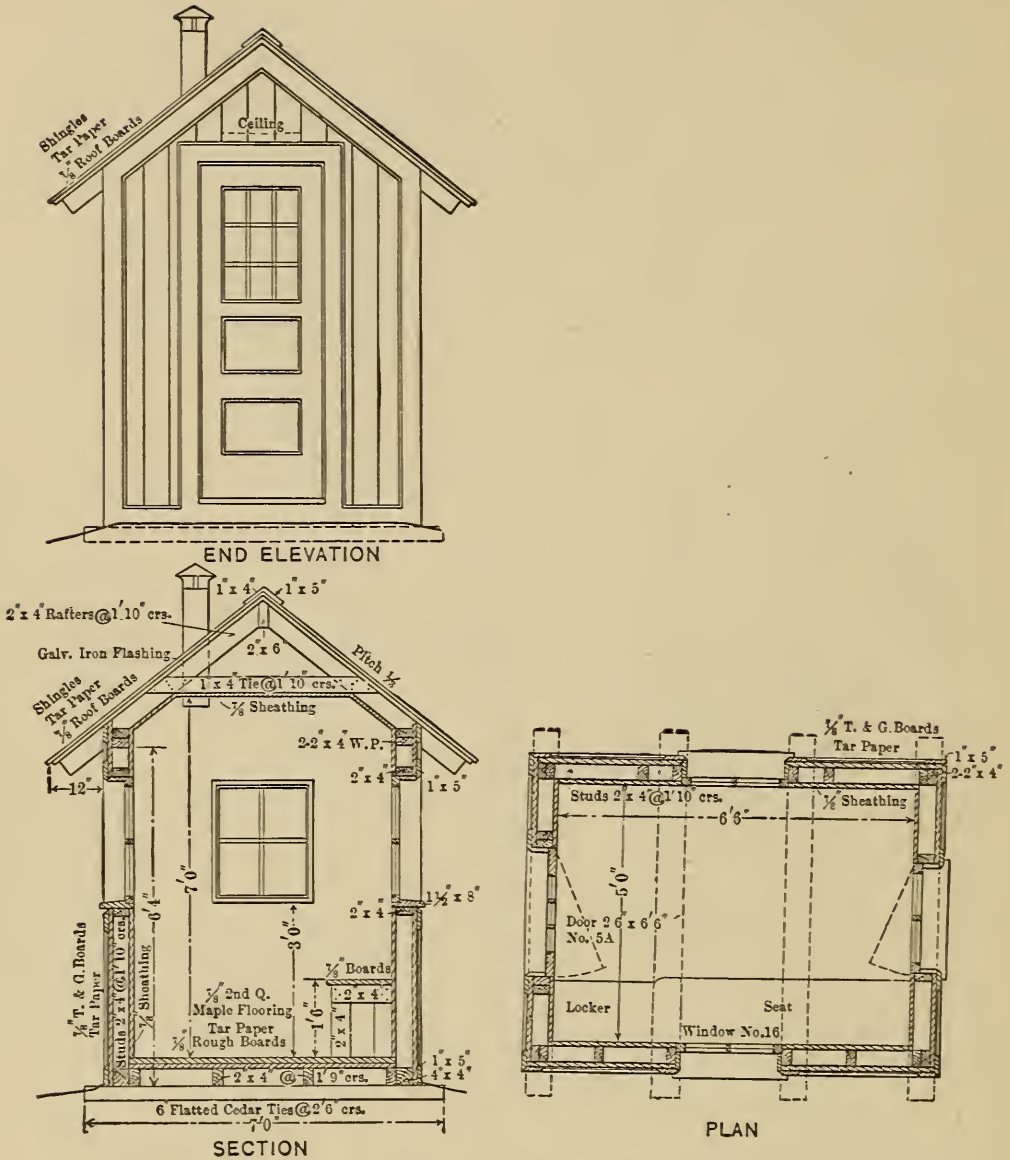 Shingles
Tar Paper
⅞" Roof Boards
Ceiling
END ELEVATION
1" x 4"
1" x 5"
2" x 4" Rafters @ 1'10" crs.
2" x 6"
Galv. Iron Flashing
Pitch ⅓
Shingles
Tar Paper
⅞" Roof Boards
1" x 4" Tie @ 1'10" crs.
⅞" Sheathing
2-2" x 4" W.P.
2" x 4"
1" x 5"
12"
7'0"
6'4"
1½" x 8"
2" x 4"
3'0"
⅞" T. & G. Boards
Tar Paper
Studs 2" x 4" @ 1'10" crs.
⅞" Sheathing
⅞" Boards
2" x 4"
1'6"
2" x 4"
⅞" 2nd Q.
Maple Flooring
Tar Paper
⅞" Rough Boards
1" x 5"
4" x 4"
2" x 4" @ 1'9" crs.
6" Flatted Cedar Ties @ 2'6" crs.
7'0"
SECTION
⅞" T. & G. Boards
Tar Paper
1" x 5"
2-2" x 4"
Studs 2" x 4" @ 1'10" crs.
⅞" Sheathing
6'6"
5'0"
Door 2'6" x 6'6"
No. 5A
Locker
Seat
Window No. 16
PLAN